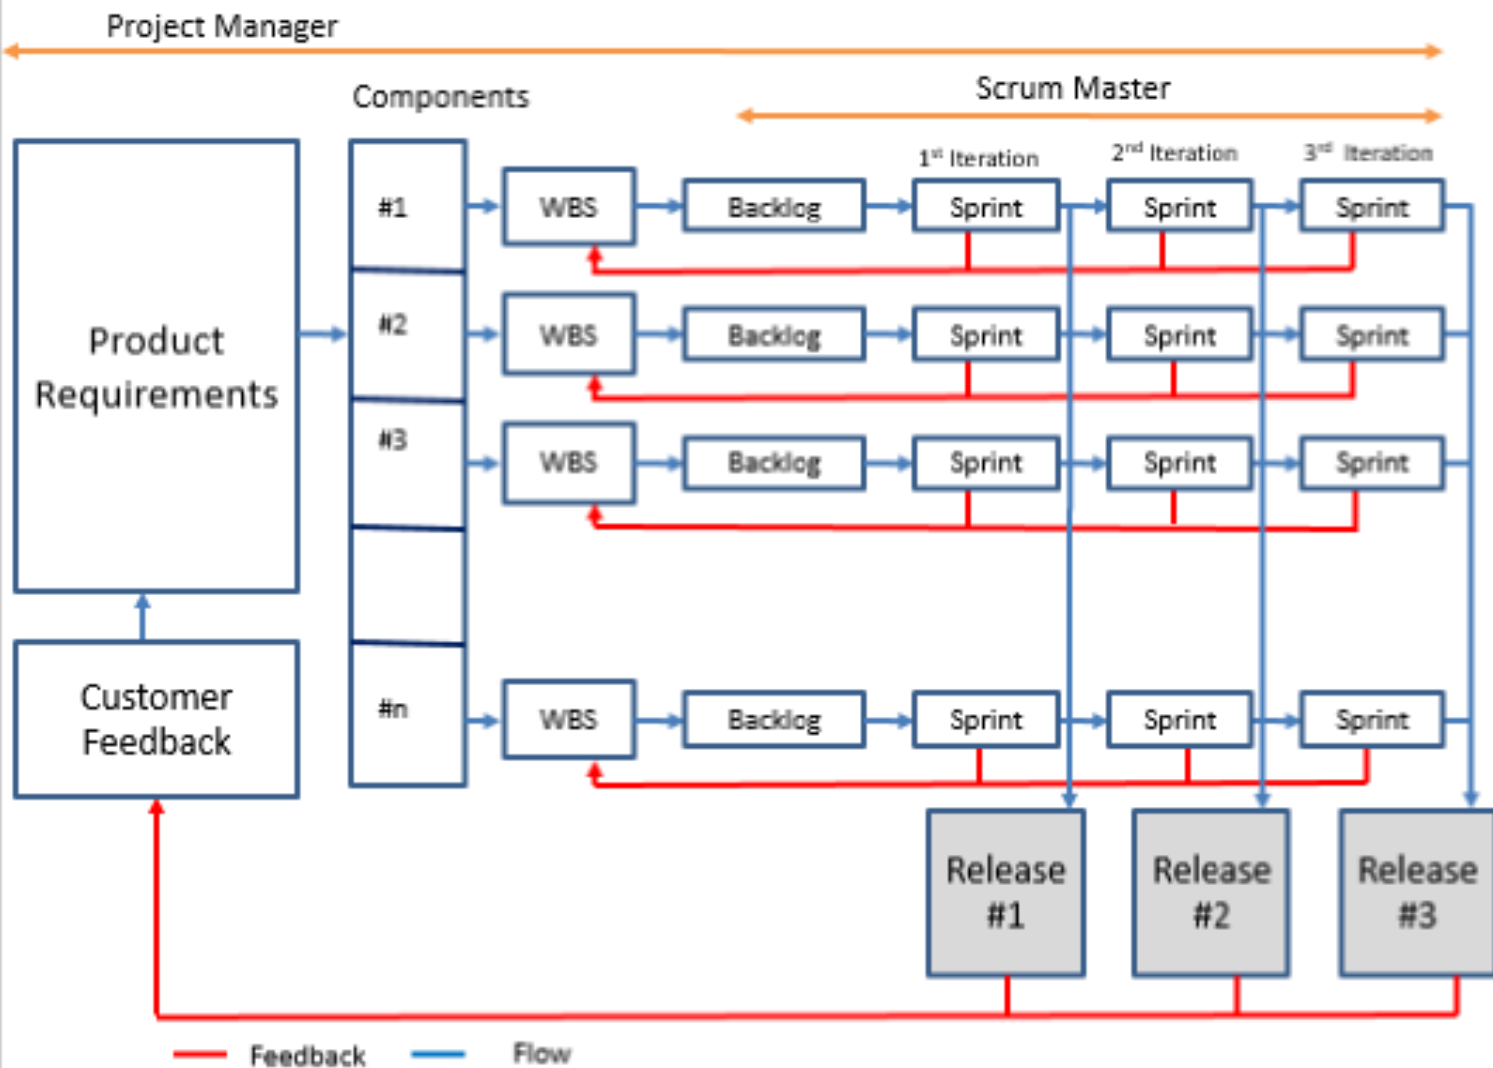 Project Manager
Components
Scrum Master
1st Iteration
2nd Iteration
3rd Iteration
#1
WBS
Backlog
Sprint
Sprint
Sprint
#2
WBS
Backlog
Sprint
Sprint
Sprint
Product
Requirements
#3
WBS
Backlog
Sprint
Sprint
Sprint
Customer
Feedback
#n
WBS
Backlog
Sprint
Sprint
Sprint
Release
#1
Release
#2
Release
#3
Feedback
Flow